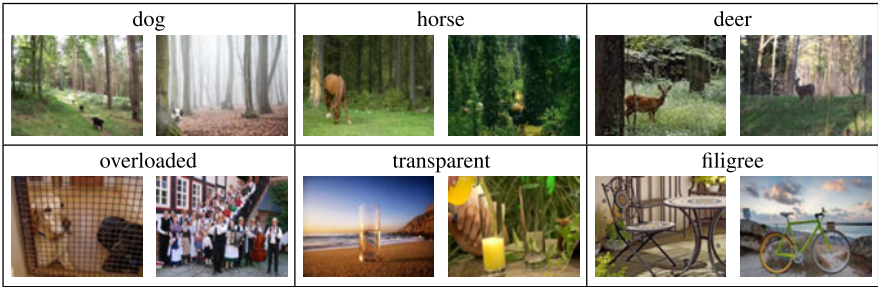 dog
horse
deer
overloaded
transparent
filigree